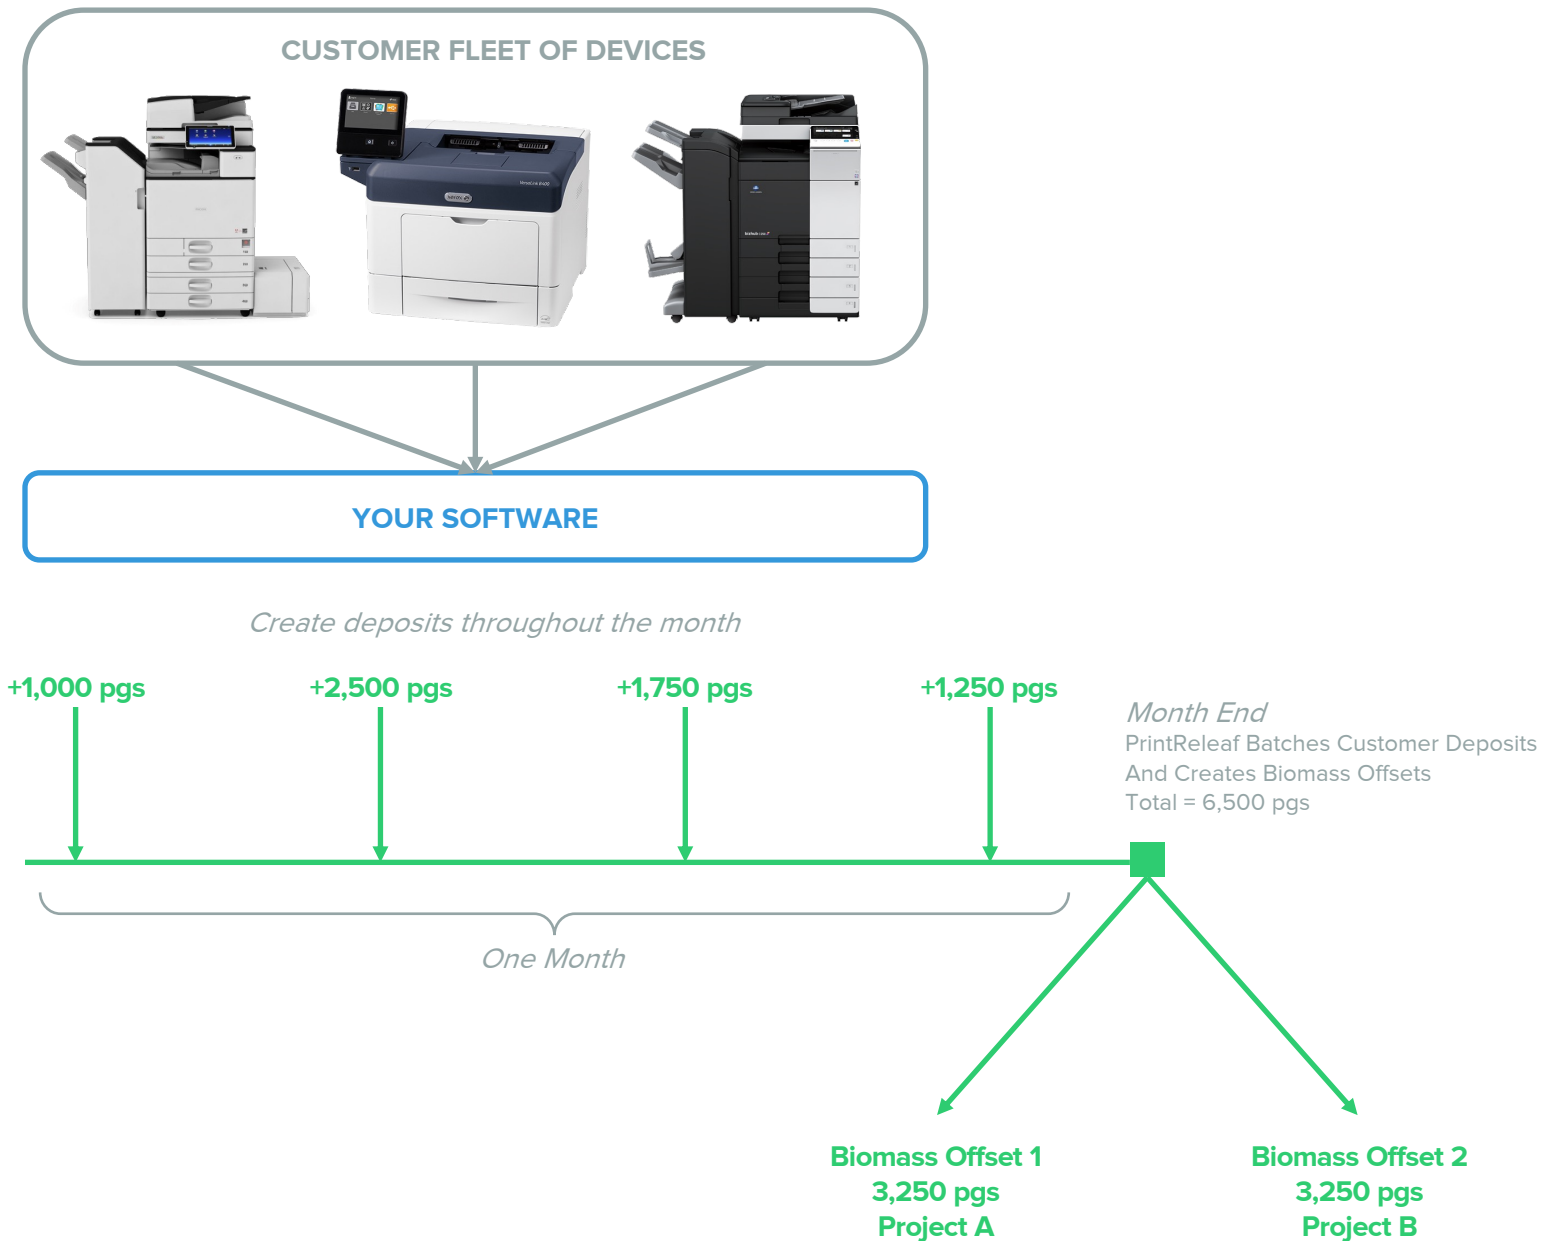 CUSTOMER FLEET OF DEVICES
YOUR SOFTWARE
Create deposits throughout the month
+1,000 pgs
+2,500 pgs
+1,750 pgs
+1,250 pgs
Month End
PrintReleaf Batches Customer Deposits
And Creates Biomass Offsets
Total = 6,500 pgs
One Month
Biomass Offset 1
3,250 pgs
Project A
Biomass Offset 2
3,250 pgs
Project B